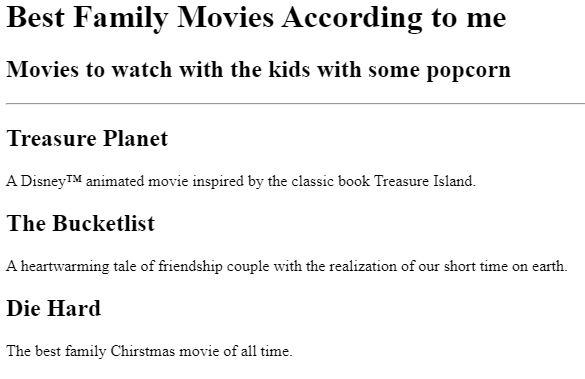 Best Family Movies According to me
Movies to watch with the kids with some popcorn
Treasure Planet
A Disney™ animated movie inspired by the classic book Treasure Island.
The Bucketlist
A heartwarming tale of friendship couple with the realization of our short time on earth.
Die Hard
The best family Chirstmas movie of all time.